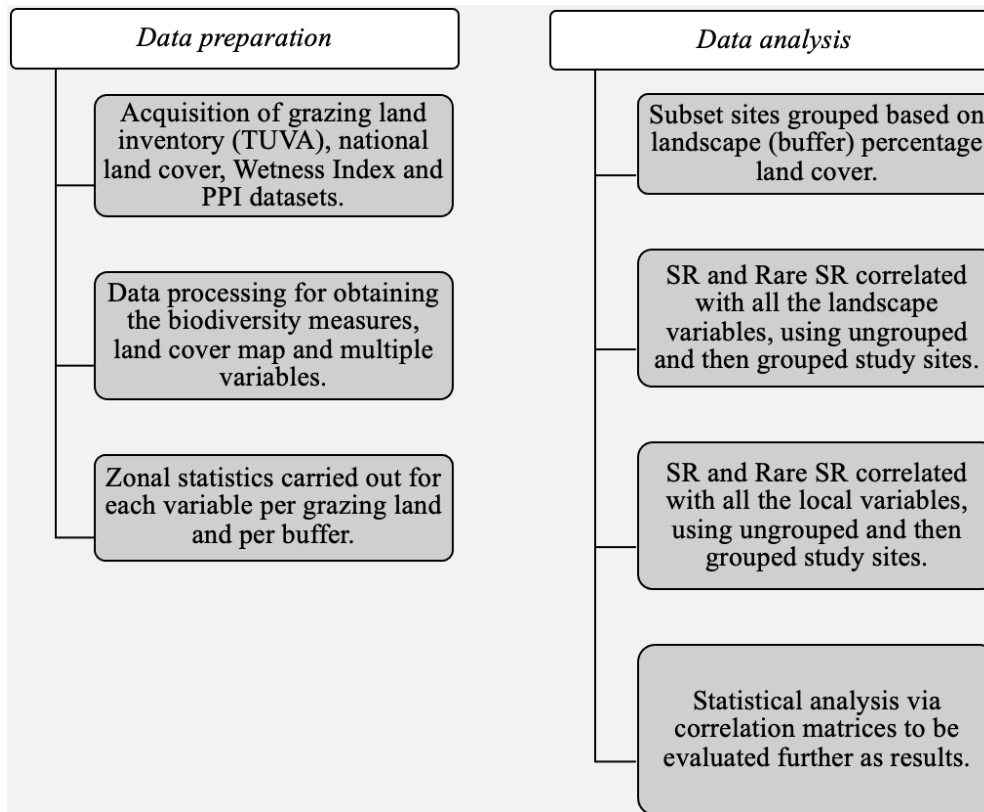 Data preparation
Acquisition of grazing land
inventory (TUVA), national
land cover, Wetness Index and
PPI datasets.
Data processing for obtaining
the biodiversity measures,
land cover map and multiple
variables.
Zonal statistics carried out for
each variable per grazing land
and per buffer.
Data analysis
Subset sites grouped based on
landscape (buffer) percentage
land cover.
SR and Rare SR correlated
with all the landscape
variables, using ungrouped
and then grouped study sites.
SR and Rare SR correlated
with all the local variables,
using ungrouped and then
grouped study sites.
Statistical analysis via
correlation matrices to be
evaluated further as results.